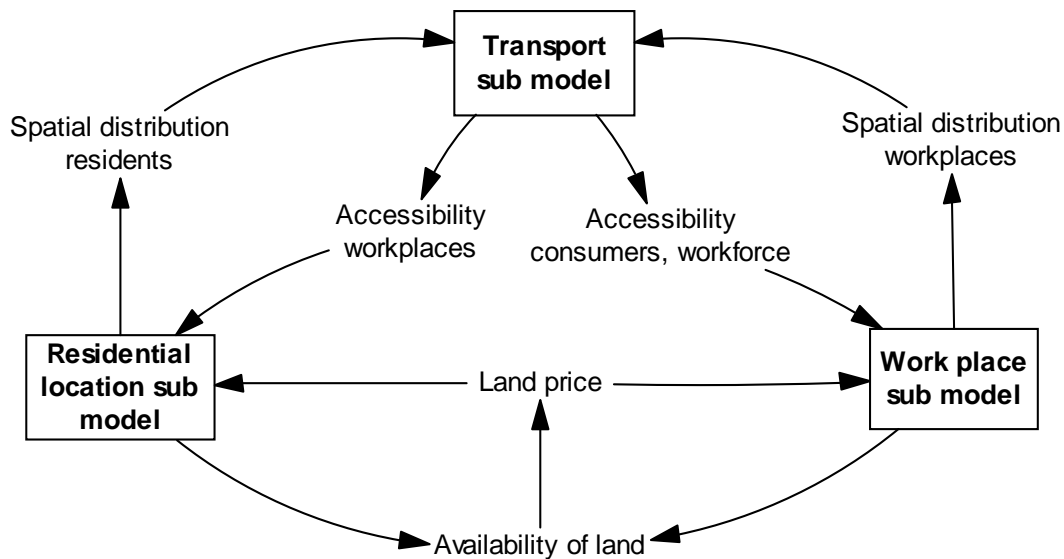 Transport
sub model
Spatial distribution
residents
Spatial distribution
workplaces
Accessibility
workplaces
Accessibility
consumers, workforce
Residential
location sub
model
Land price
Work place
sub model
Availability of land